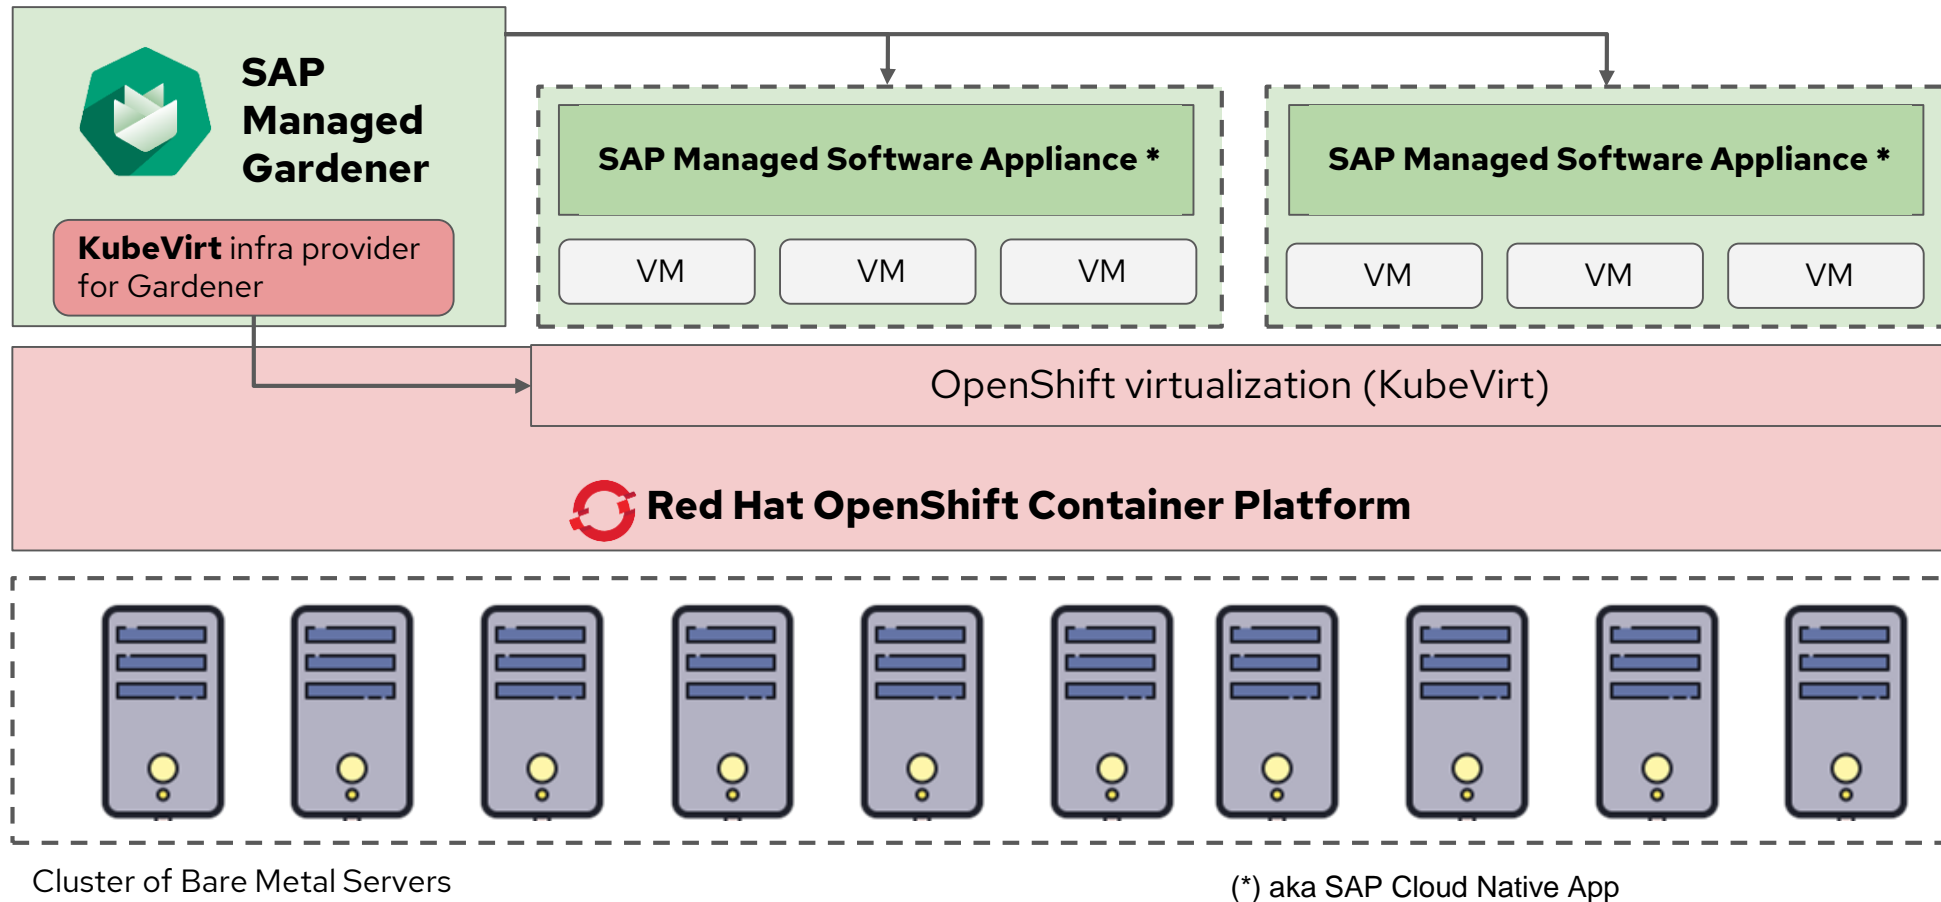 SAP
Managed
Gardener
KubeVirt infra provider
for Gardener
SAP Managed Software Appliance *
VM VM VM
SAP Managed Software Appliance *
VM VM VM
OpenShift virtualization (KubeVirt)
Red Hat OpenShift Container Platform
Cluster of Bare Metal Servers
(*) aka SAP Cloud Native App